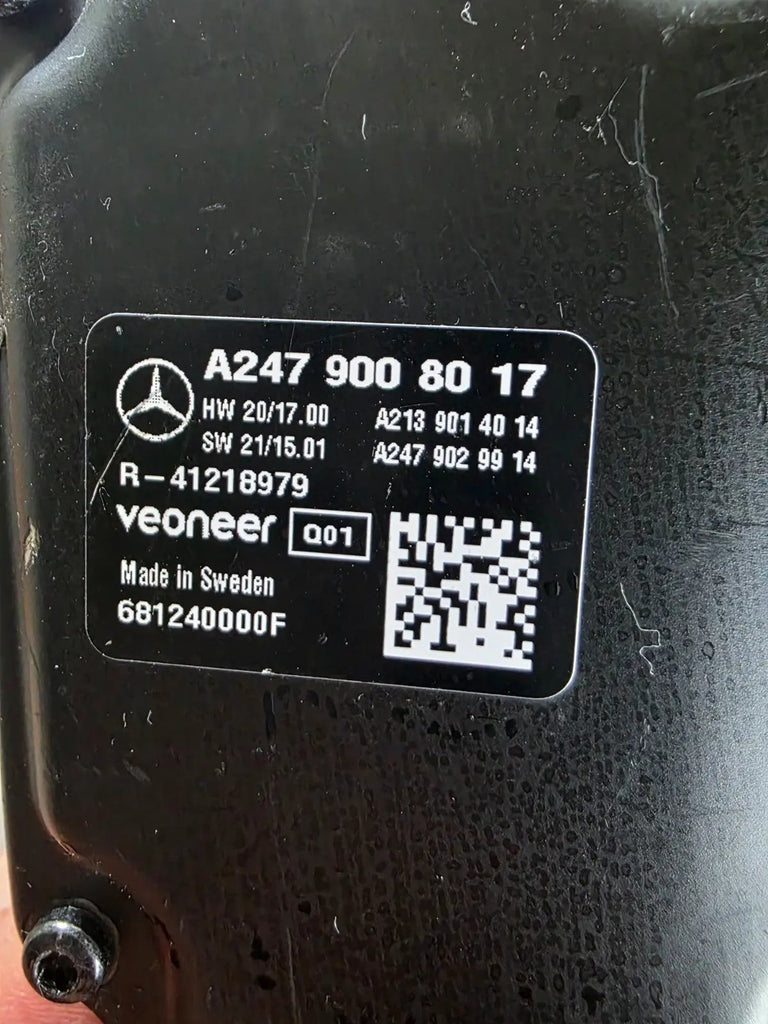 A247 900 80 17
HW 20/17.00 A213 901 40 14
SW 21/15.01 A247 902 99 14
R-41218979
veoneer Q01
Made in Sweden
681240000F